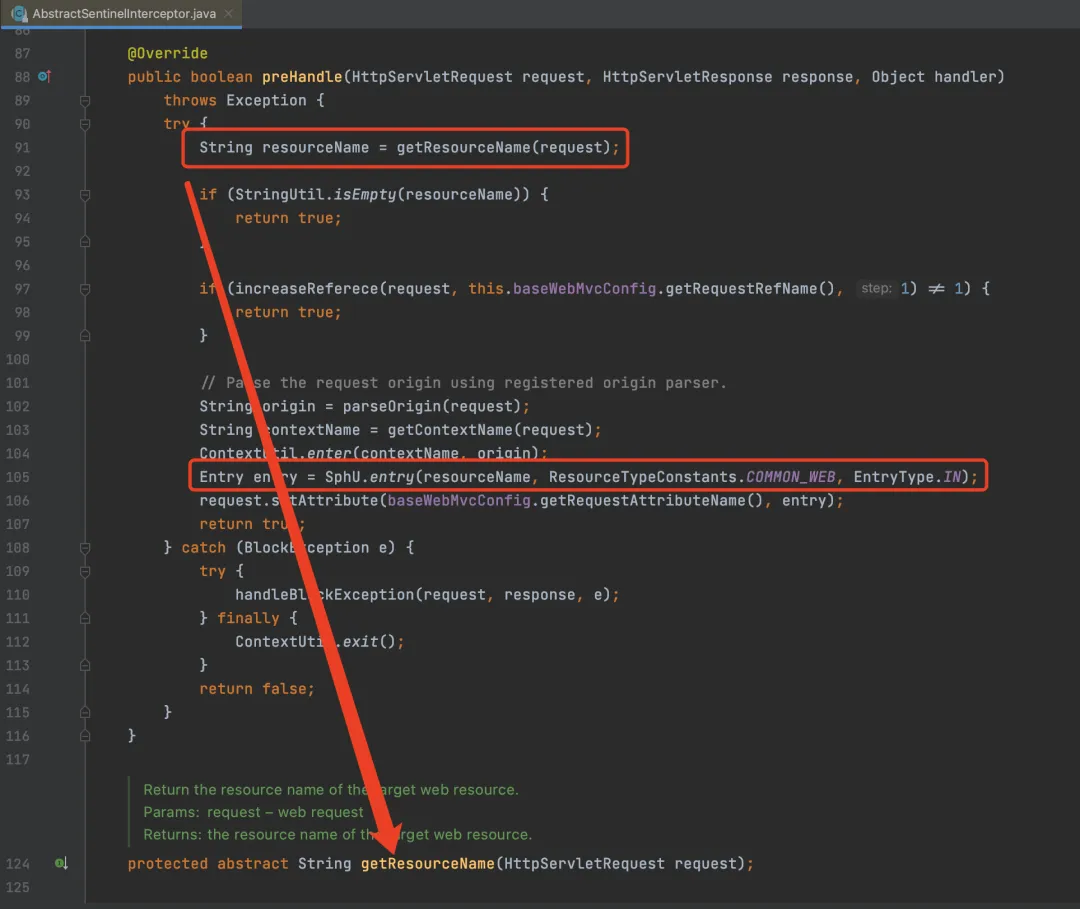 AbstractSentinelInterceptor.java
86
87 @Override
88 public boolean preHandle(HttpServletRequest request, HttpServletResponse response, Object handler)
89 throws Exception {
90 try {
91 String resourceName = getResourceName(request);
92
93 if (StringUtil.isEmpty(resourceName)) {
94 return true;
95
96
97 if (increaseReferece(request, this.baseWebMvcConfig.getRequestRefName(), step: 1) ≠ 1) {
98 return true;
99 }
100
101 // Parse the request origin using registered origin parser.
102 String origin = parseOrigin(request);
103 String contextName = getContextName(request);
104 ContextUtil.enter(contextName, origin);
105 Entry entry = SphU.entry(resourceName, ResourceTypeConstants.COMMON_WEB, EntryType.IN);
106 request.setAttribute(baseWebMvcConfig.getRequestAttributeName(), entry);
107 return true;
108 } catch (BlockException e) {
109 try {
110 handleBlockException(request, response, e);
111 } finally {
112 ContextUtil.exit();
113 }
114 return false;
115 }
116 }
117
Return the resource name of the target web resource.
Params: request – web request
Returns: the resource name of the target web resource.
124 protected abstract String getResourceName(HttpServletRequest request);
125